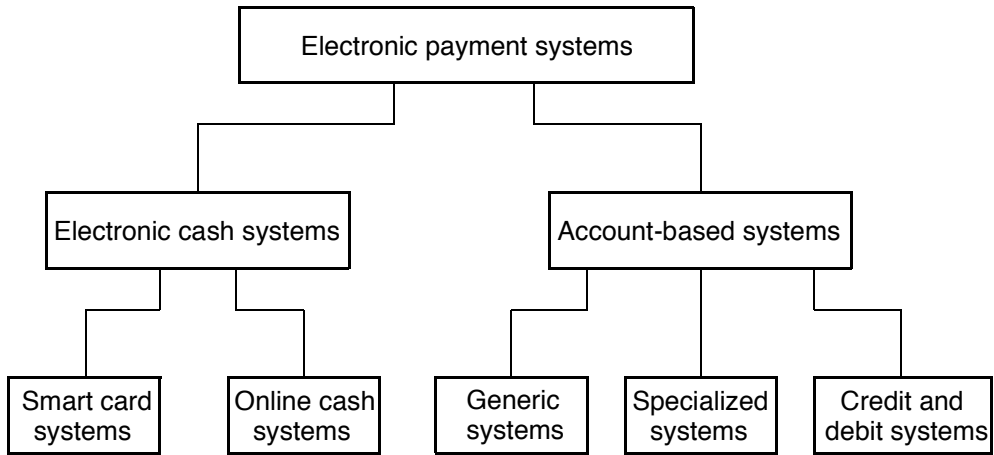 Electronic payment systems
Electronic cash systems
Account-based systems
Smart card
systems
Online cash
systems
Generic
systems
Specialized
systems
Credit and
debit systems